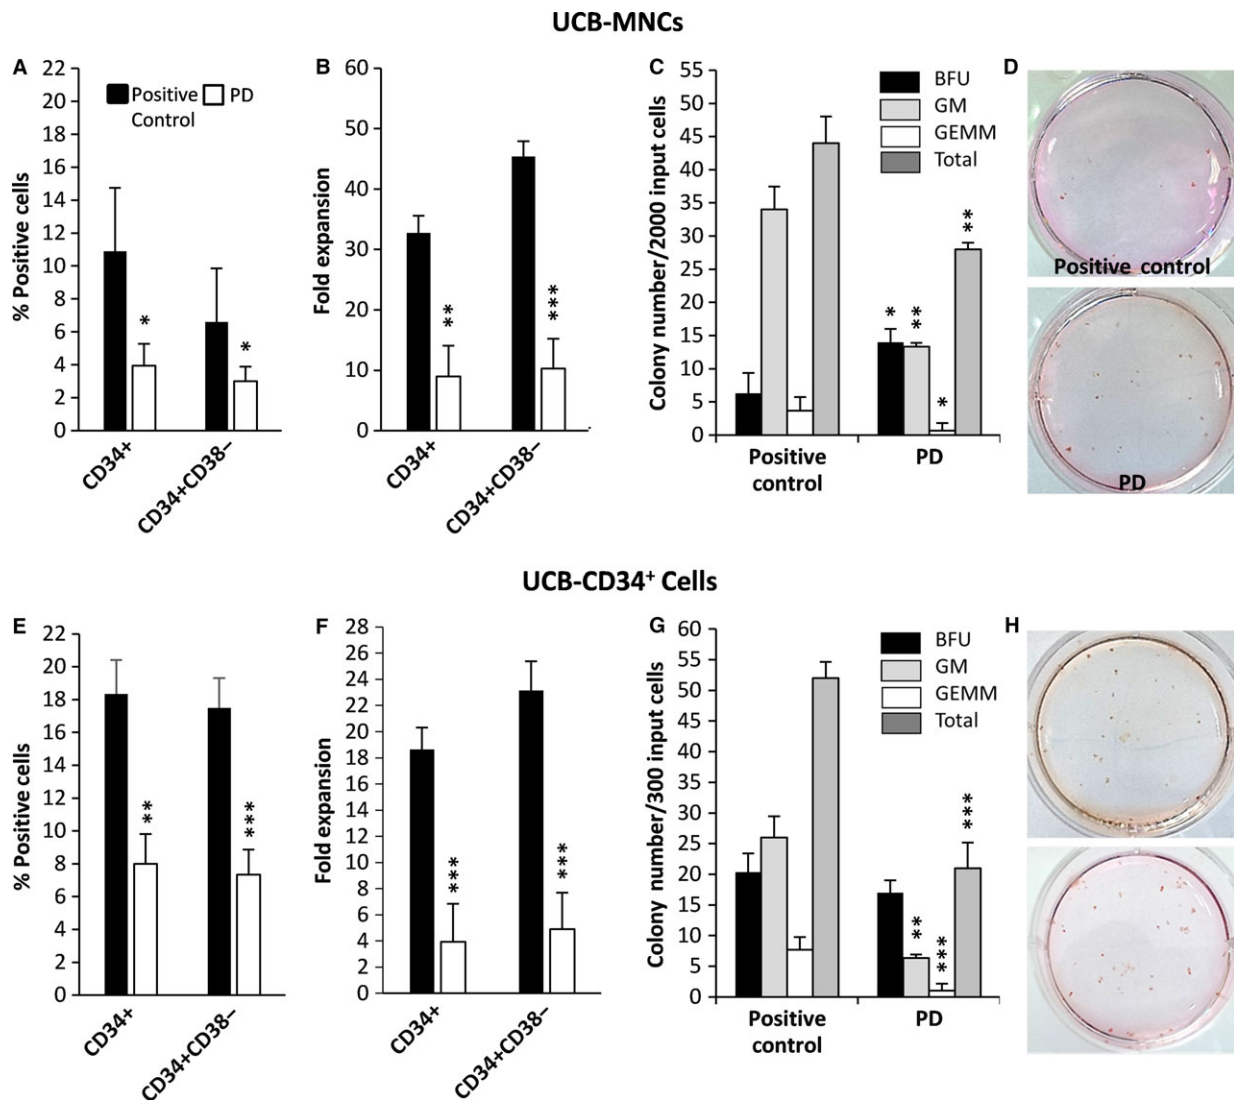 UCB-MNCs
A
% Positive cells
22
20
18
16
14
12
10
8
6
4
2
0
Positive Control
PD
*
*
CD34+
CD34+CD38–
B
Fold expansion
60
50
40
30
20
10
0
**
***
CD34+
CD34+CD38–
C
Colony number/2000 input cells
55
50
45
40
35
30
25
20
15
10
5
0
BFU
GM
GEMM
Total
*
**
*
**
Positive
control
PD
D
Positive control
PD
UCB-CD34⁺ Cells
E
% Positive cells
22
20
18
16
14
12
10
8
6
4
2
0
**
***
CD34+
CD34+CD38–
F
Fold expansion
28
26
24
22
20
18
16
14
12
10
8
6
4
2
0
***
***
CD34+
CD34+CD38–
G
Colony number/300 input cells
60
55
50
45
40
35
30
25
20
15
10
5
0
BFU
GM
GEMM
Total
**
***
***
Positive
control
PD
H